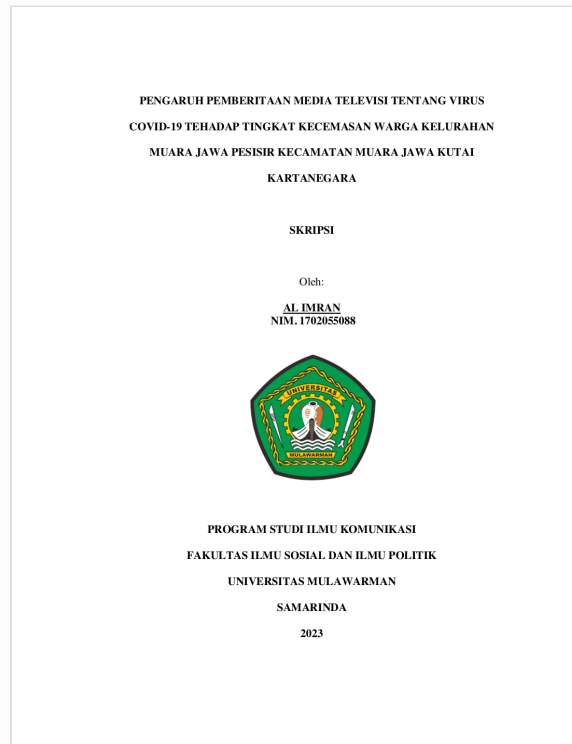 PENGARUH PEMBERITAAN MEDIA TELEVISI TENTANG VIRUS
COVID-19 TEHADAP TINGKAT KECEMASAN WARGA KELURAHAN
MUARA JAWA PESISIR KECAMATAN MUARA JAWA KUTAI
KARTANEGARA
SKRIPSI
Oleh:
AL IMRAN
NIM. 1702055088
UNIVERSITAS
MULAWARMAN
PROGRAM STUDI ILMU KOMUNIKASI
FAKULTAS ILMU SOSIAL DAN ILMU POLITIK
UNIVERSITAS MULAWARMAN
SAMARINDA
2023